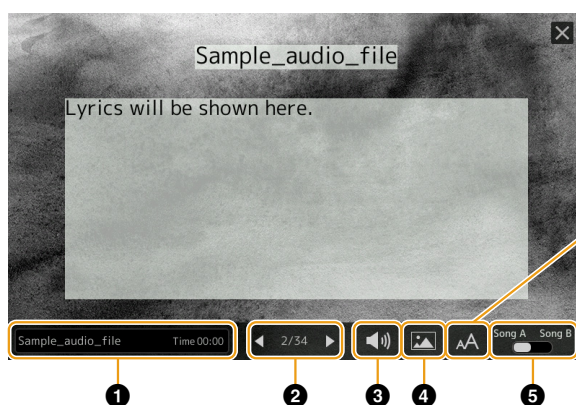 Sample_audio_file
Lyrics will be shown here.
Sample_audio_file Time 00:00
2/34
AA
Song A Song B
1 2 3 4 5